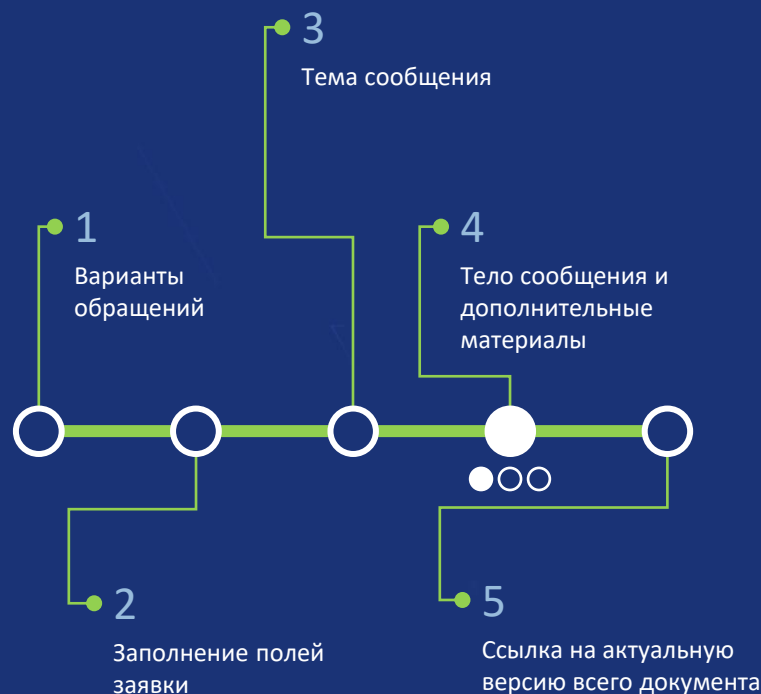 1
Варианты
обращений
2
Заполнение полей
заявки
3
Тема сообщения
4
Тело сообщения и
дополнительные
материалы
5
Ссылка на актуальную
версию всего документа